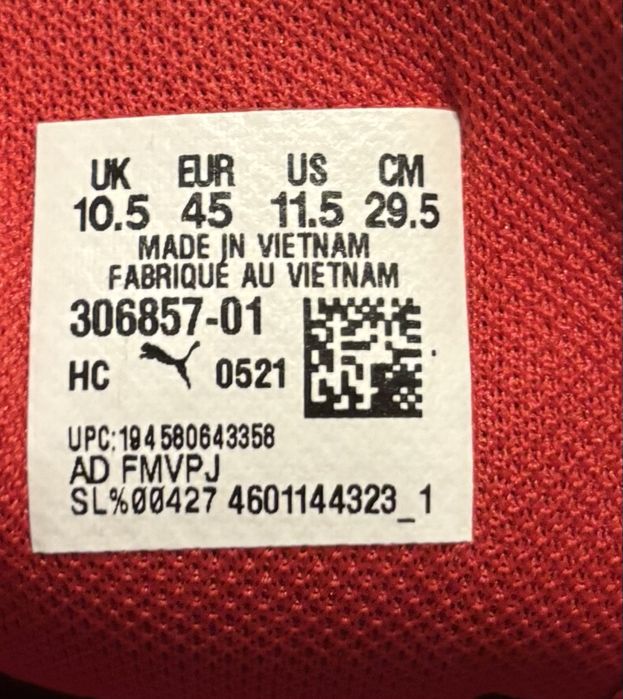 UK EUR US CM
10.5 45 11.5 29.5
MADE IN VIETNAM
FABRIQUÉ AU VIETNAM
306857-01
HC 0521
UPC:194580643358
AD FMVPJ
SL%00427 4601144323_1